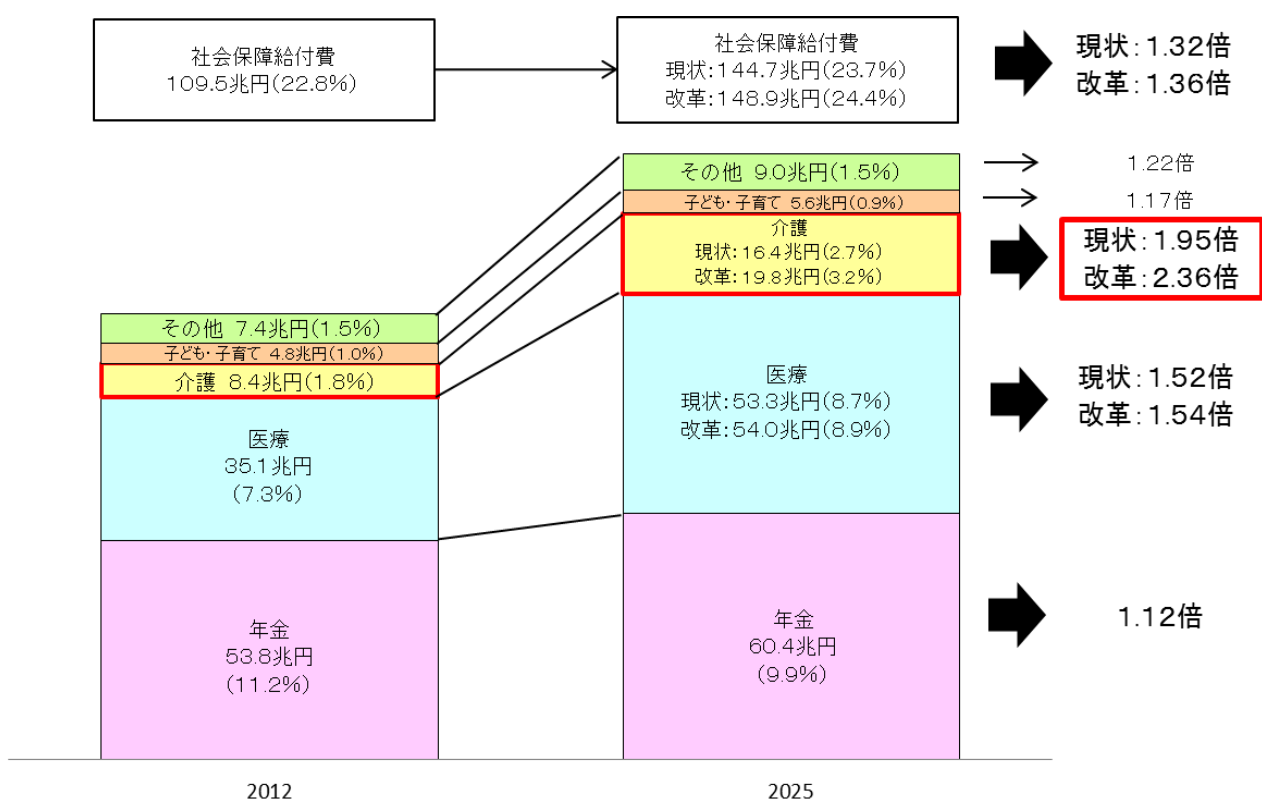 社会保障給付費
109.5兆円(22.8%)
社会保障給付費
現状:144.7兆円(23.7%)
改革:148.9兆円(24.4%)
現状:1.32倍
改革:1.36倍
その他 9.0兆円(1.5%)
1.22倍
子ども・子育て 5.6兆円(0.9%)
1.17倍
介護
現状:16.4兆円(2.7%)
改革:19.8兆円(3.2%)
現状:1.95倍
改革:2.36倍
その他 7.4兆円(1.5%)
子ども・子育て 4.8兆円(1.0%)
介護 8.4兆円(1.8%)
医療
35.1兆円
(7.3%)
医療
現状:53.3兆円(8.7%)
改革:54.0兆円(8.9%)
現状:1.52倍
改革:1.54倍
年金
53.8兆円
(11.2%)
年金
60.4兆円
(9.9%)
1.12倍
2012
2025